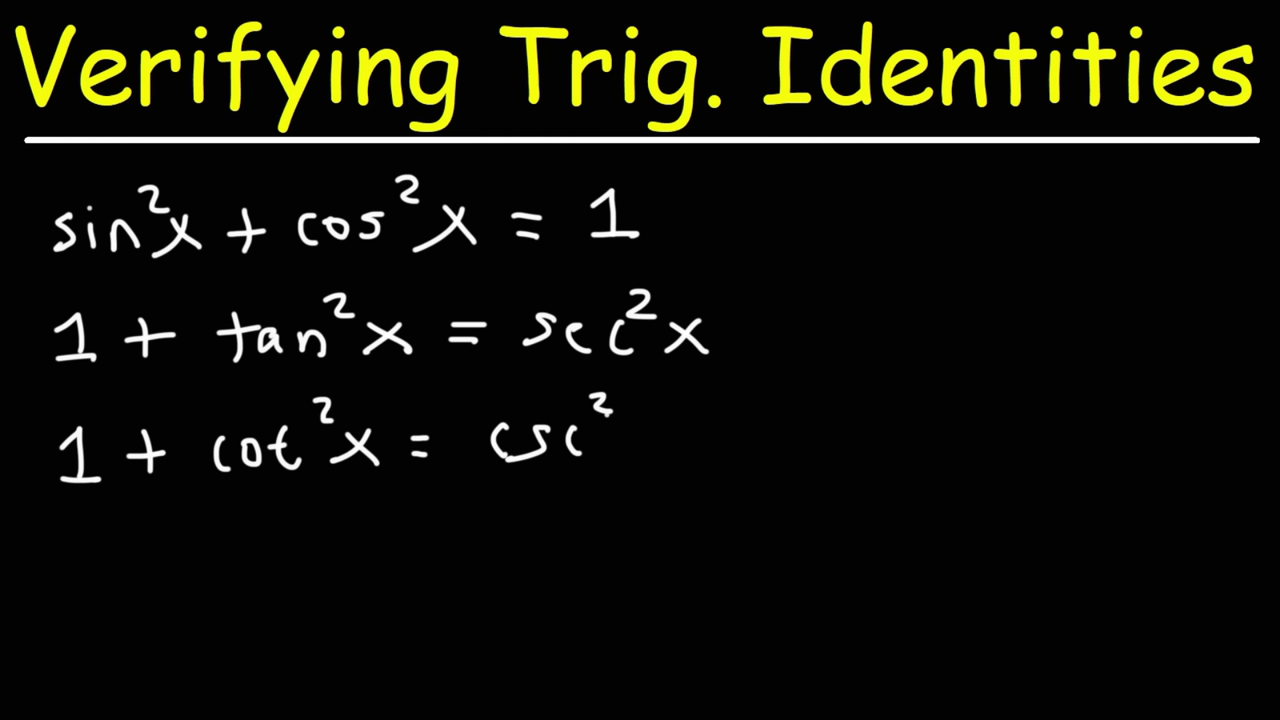 Verifying Trig. Identities
sin²x + cos²x = 1
1 + tan²x = sec²x
1 + cot²x = csc²